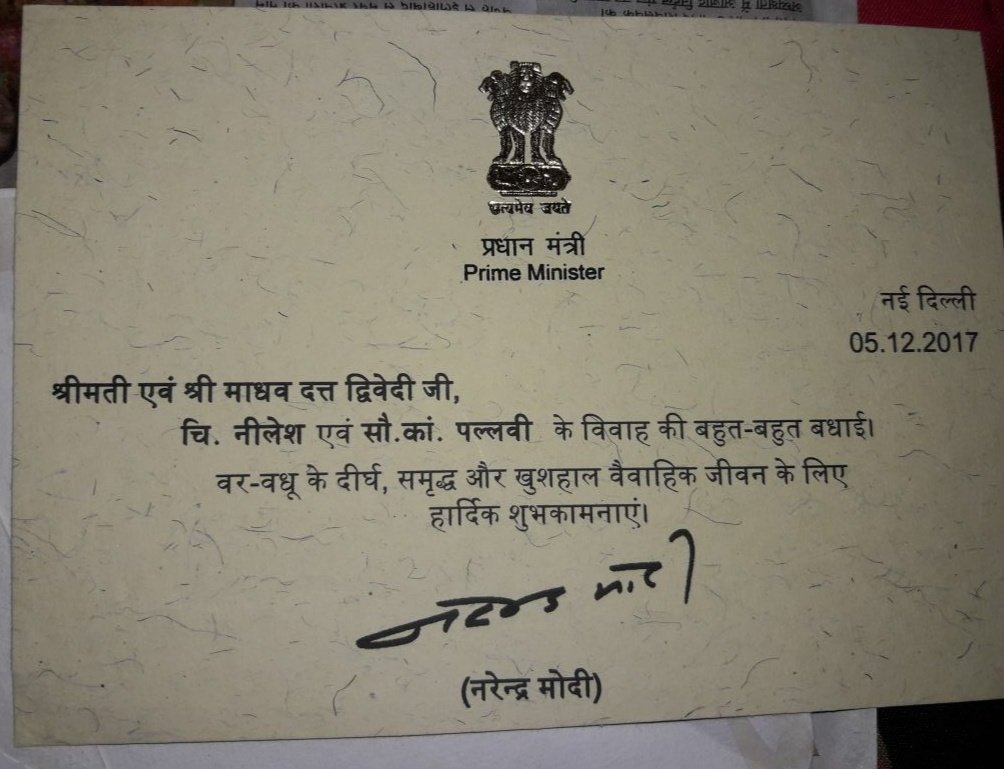 सत्यमेव जयते
प्रधान मंत्री
Prime Minister
नई दिल्ली
05.12.2017
श्रीमती एवं श्री माधव दत्त द्विवेदी जी,
चि. नीलेश एवं सौ.कां. पल्लवी के विवाह की बहुत-बहुत बधाई।
वर-वधू के दीर्घ, समृद्ध और खुशहाल वैवाहिक जीवन के लिए
हार्दिक शुभकामनाएं।
नरेन्द्र मोदी
(नरेन्द्र मोदी)